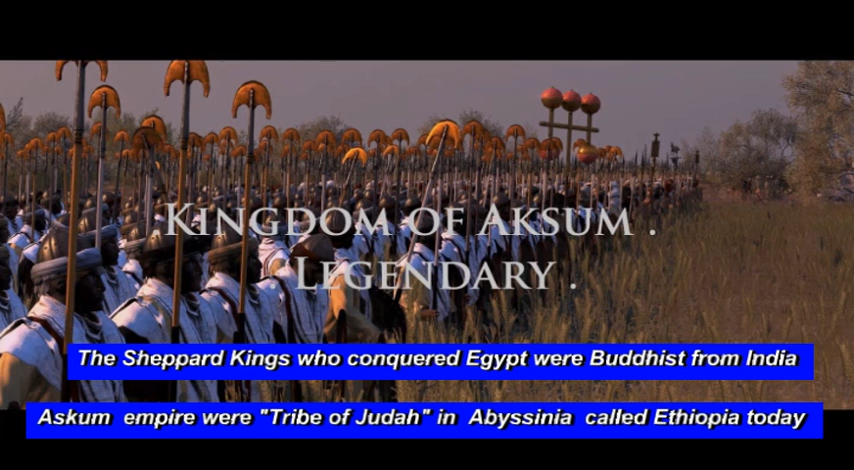 KINGDOM OF AKSUM .
LEGENDARY .
The Sheppard Kings who conquered Egypt were Buddhist from India
Askum empire were "Tribe of Judah" in Abyssinia called Ethiopia today